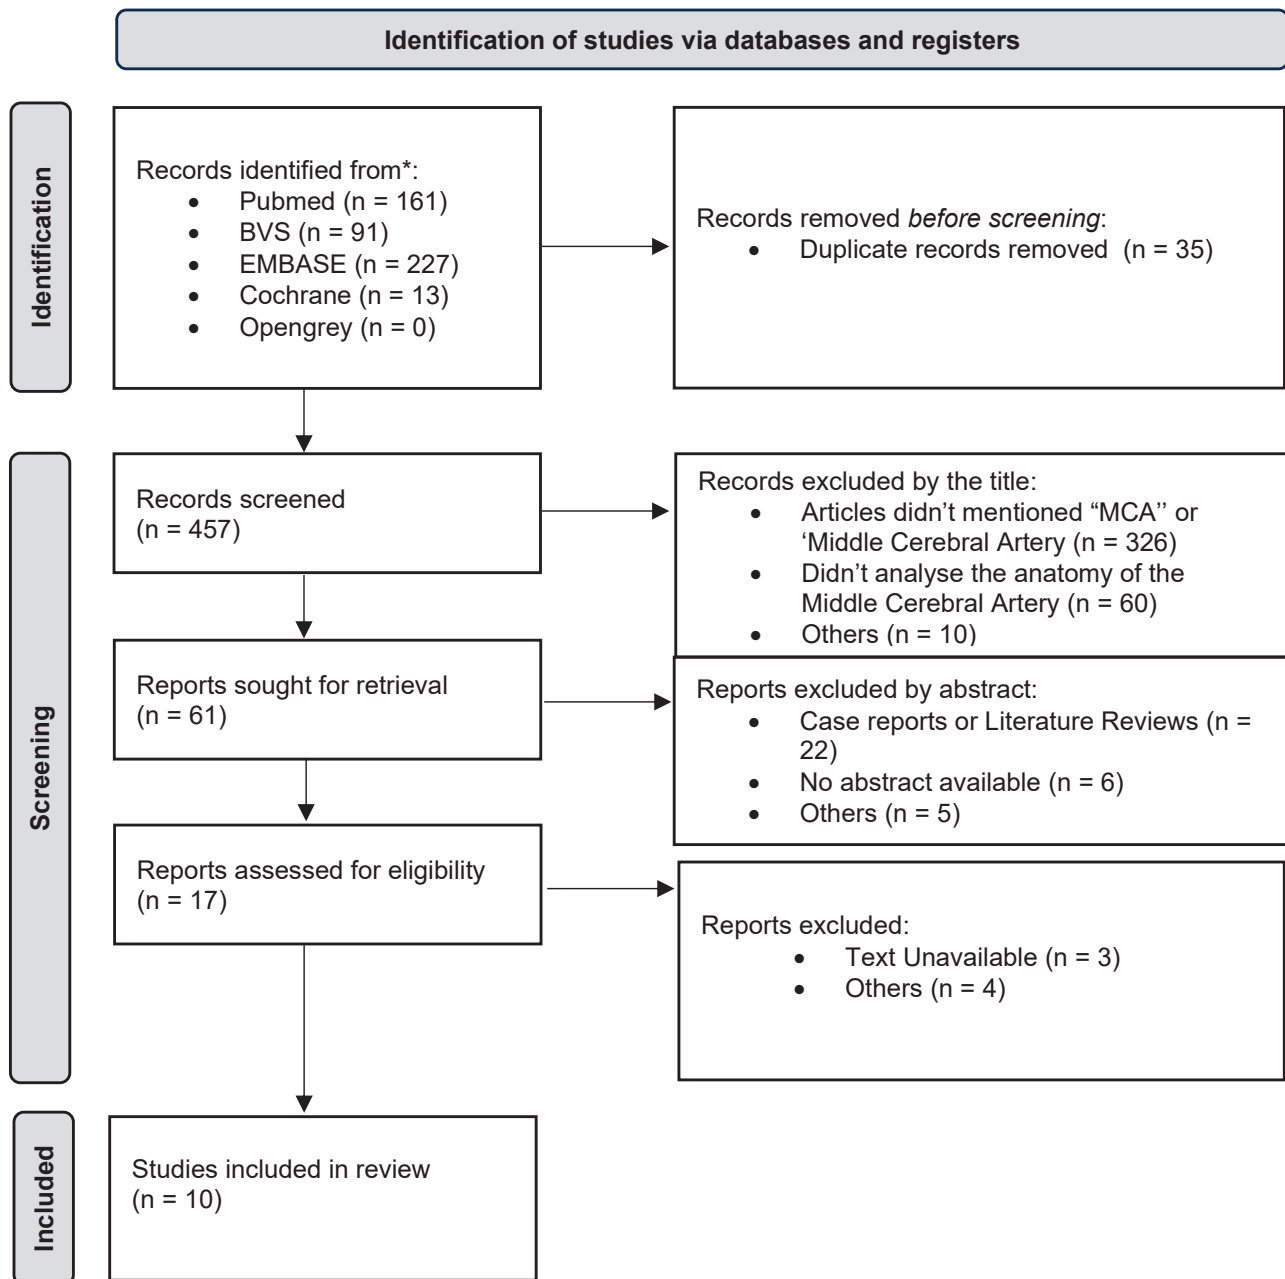 Identification of studies via databases and registers
Identification
Records identified from*:
• Pubmed (n = 161)
• BVS (n = 91)
• EMBASE (n = 227)
• Cochrane (n = 13)
• Opengrey (n = 0)
Records removed before screening:
• Duplicate records removed (n = 35)
Screening
Records screened
(n = 457)
Records excluded by the title:
• Articles didn’t mentioned “MCA’’ or
‘Middle Cerebral Artery (n = 326)
• Didn’t analyse the anatomy of the
Middle Cerebral Artery (n = 60)
• Others (n = 10)
Reports sought for retrieval
(n = 61)
Reports excluded by abstract:
• Case reports or Literature Reviews (n =
22)
• No abstract available (n = 6)
• Others (n = 5)
Reports assessed for eligibility
(n = 17)
Reports excluded:
• Text Unavailable (n = 3)
• Others (n = 4)
Included
Studies included in review
(n = 10)